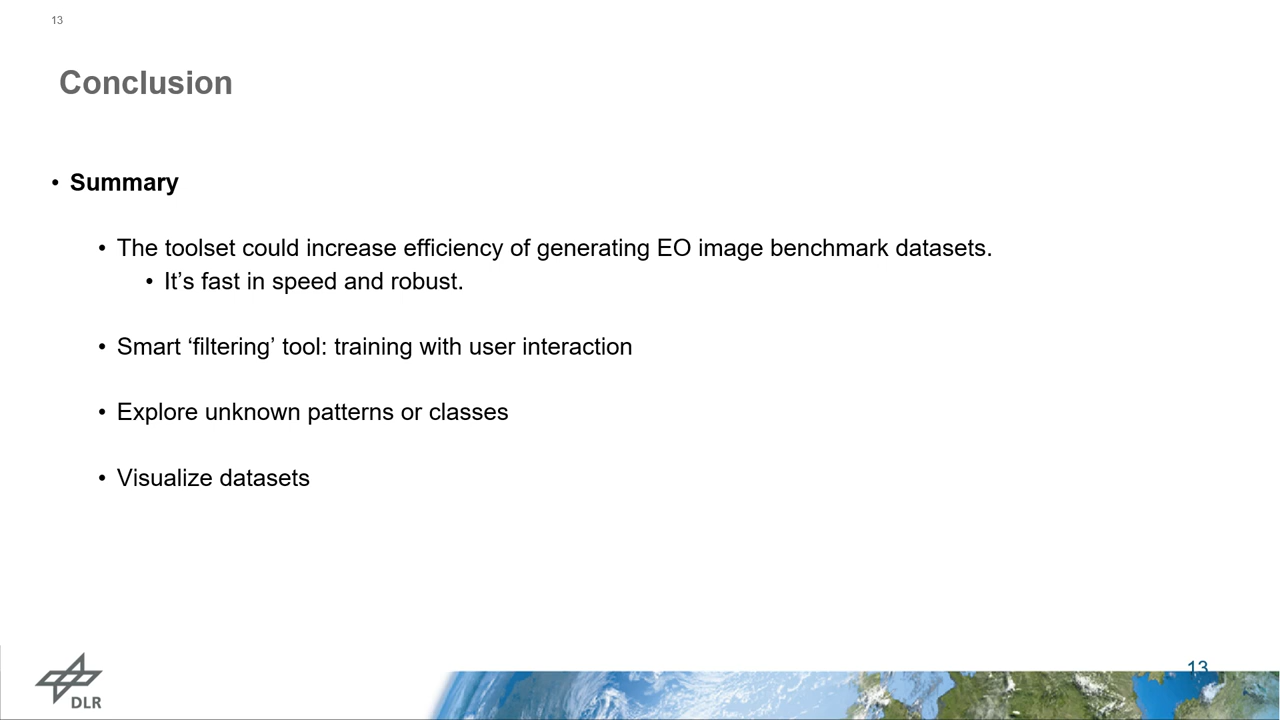 13
Conclusion
• Summary
• The toolset could increase efficiency of generating EO image benchmark datasets.
• It’s fast in speed and robust.
• Smart ‘filtering’ tool: training with user interaction
• Explore unknown patterns or classes
• Visualize datasets
13
DLR